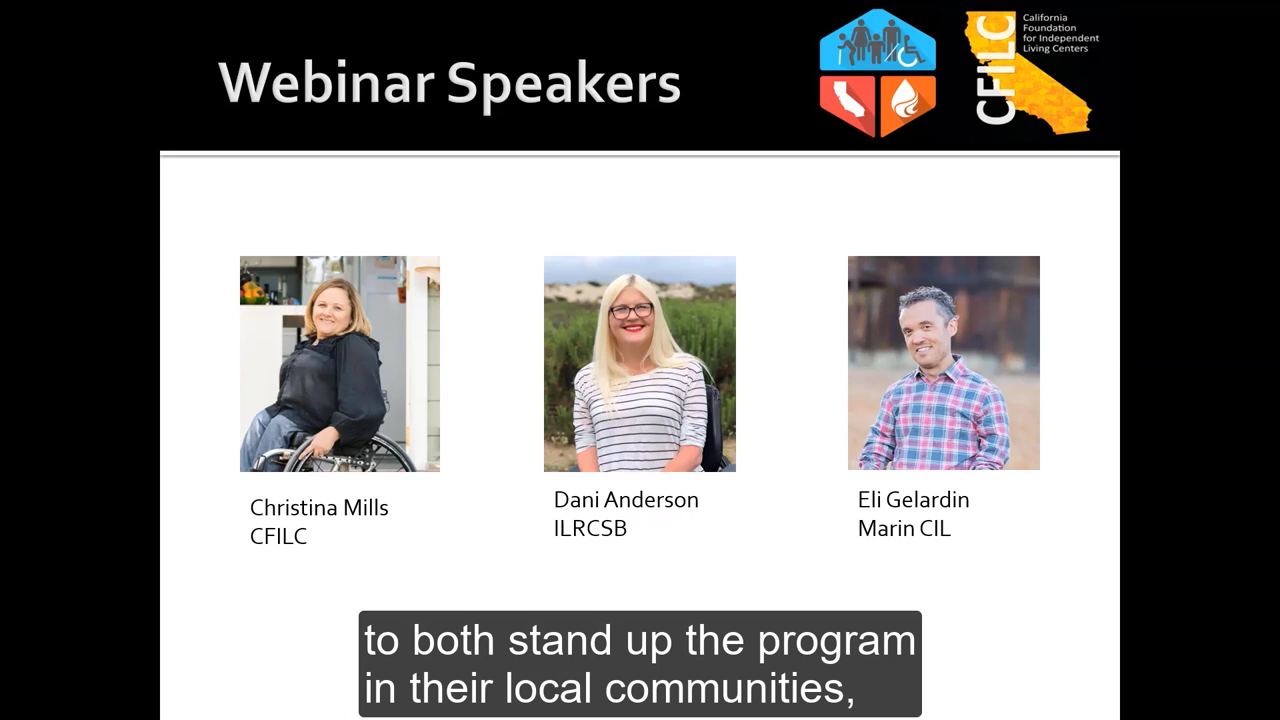 Webinar Speakers
CFILC
California
Foundation
for Independent
Living Centers
Christina Mills
CFILC
Dani Anderson
ILRCSB
Eli Gelardin
Marin CIL
to both stand up the program
in their local communities,